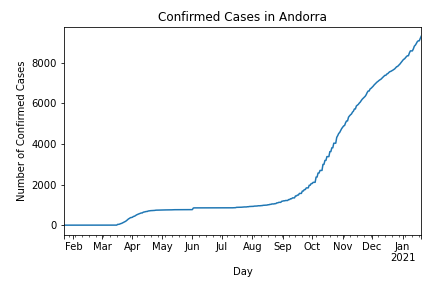 Confirmed Cases in Andorra
Number of Confirmed Cases
8000
6000
4000
2000
0
Feb Mar Apr May Jun Jul Aug Sep Oct Nov Dec Jan
2021
Day